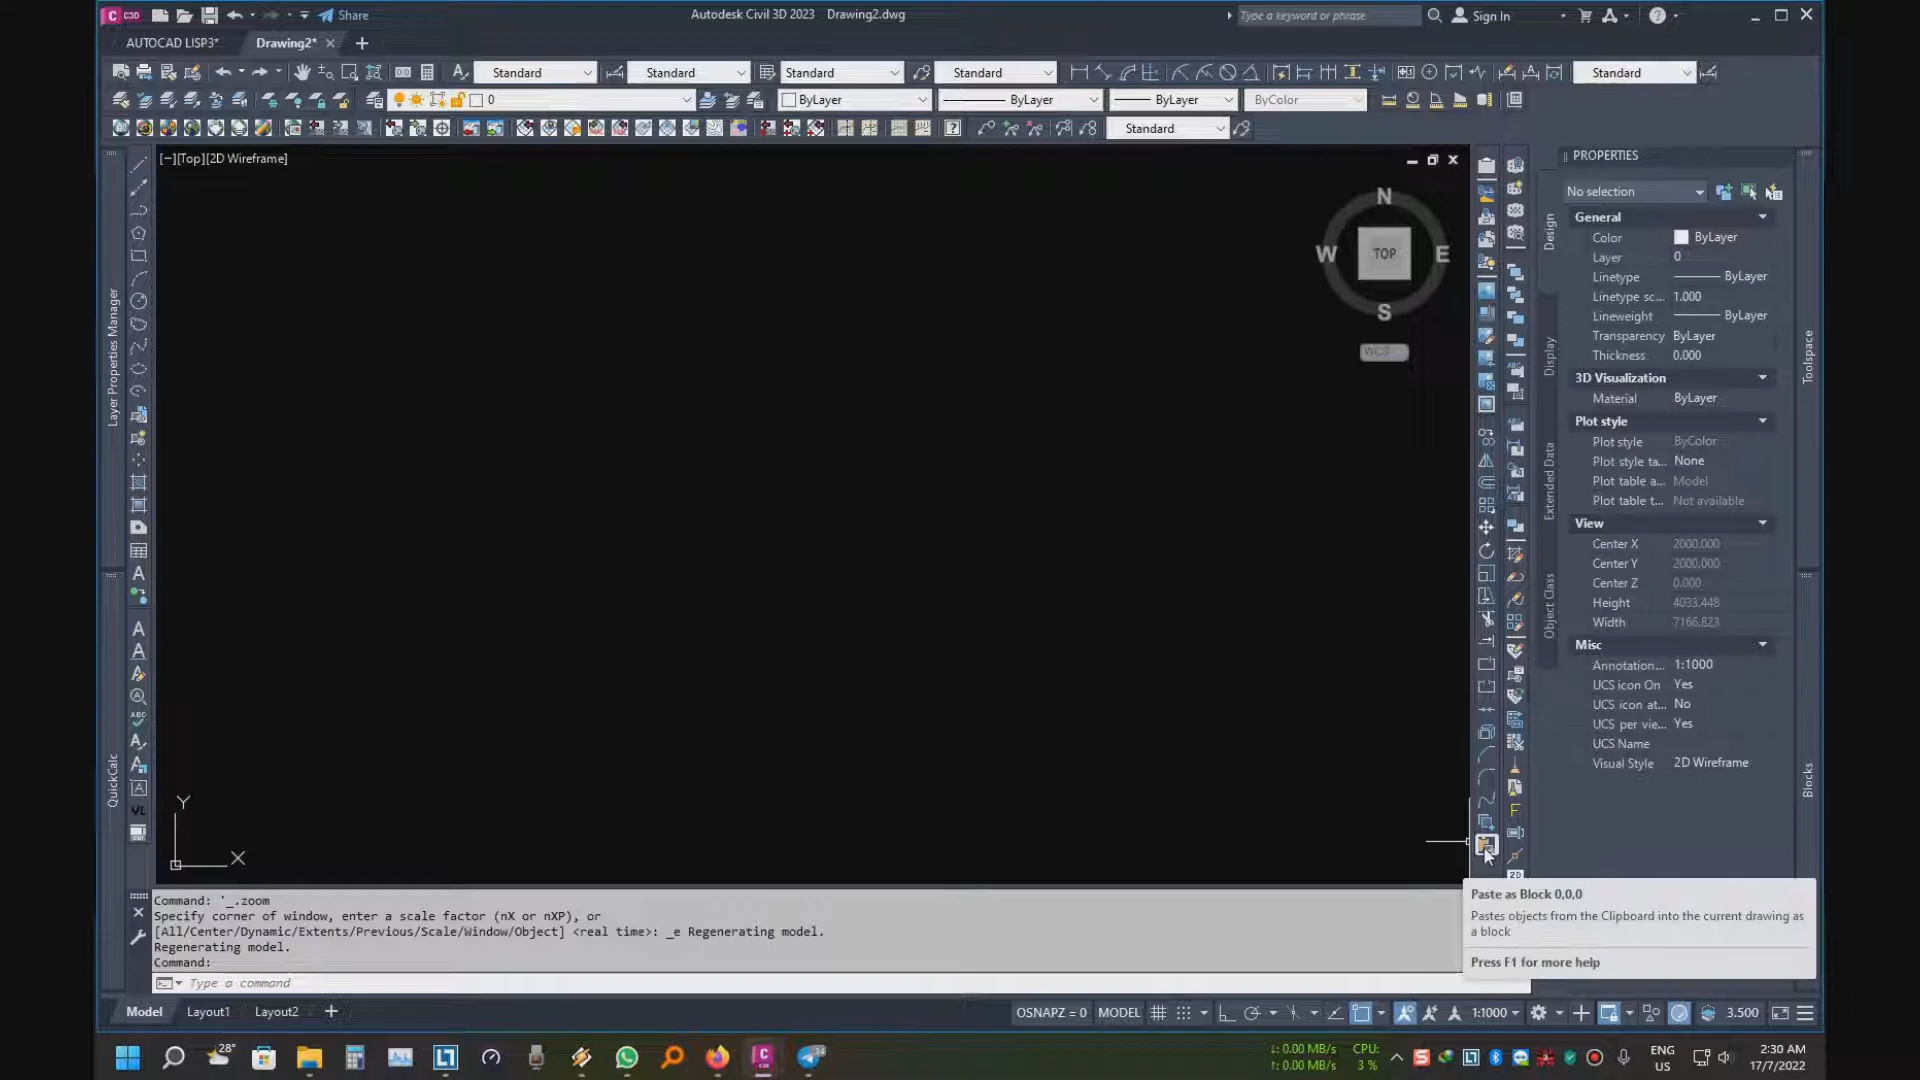 C3D
Share
Autodesk Civil 3D 2023 Drawing2.dwg
Type a keyword or phrase
Sign In
AUTOCAD LISP3*
Drawing2*
Standard
Standard
Standard
Standard
Standard
0
ByLayer
ByLayer
ByLayer
ByColor
Standard
[−][Top][2D Wireframe]
N
W
TOP
E
S
WCS
Y
X
Layer Properties Manager
QuickCalc
ABC
VL
F
2D
PROPERTIES
No selection
General
Color ByLayer
Layer 0
Linetype ByLayer
Linetype sc... 1.000
Lineweight ByLayer
Transparency ByLayer
Thickness 0.000
3D Visualization
Material ByLayer
Plot style
Plot style ByColor
Plot style ta... None
Plot table a... Model
Plot table t... Not available
View
Center X 2000.000
Center Y 2000.000
Center Z 0.000
Height 4033.448
Width 7166.823
Misc
Annotation... 1:1000
UCS icon On Yes
UCS icon at... No
UCS per vie... Yes
UCS Name
Visual Style 2D Wireframe
Design
Display
Extended Data
Object Class
Toolspace
Blocks
Command: '_.zoom
Specify corner of window, enter a scale factor (nX or nXP), or
[All/Center/Dynamic/Extents/Previous/Scale/Window/Object] <real time>: _e Regenerating model.
Regenerating model.
Command:
Type a command
Paste as Block 0,0,0
Pastes objects from the Clipboard into the current drawing as
a block
Press F1 for more help
Model
Layout1
Layout2
OSNAPZ = 0
MODEL
1:1000
3.500
28°
34
↓: 0.00 MB/s
↑: 0.00 MB/s
CPU:
3 %
ENG
US
2:30 AM
17/7/2022